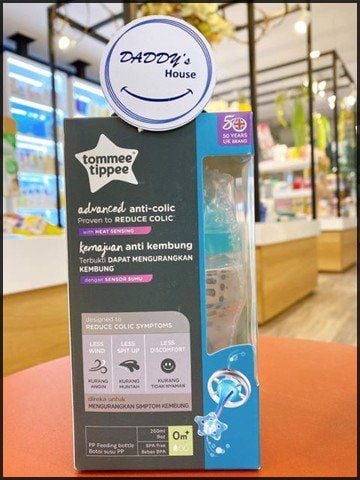 DADDY's
House
50
50 YEARS
UK BRAND
tommee
tippee
advanced anti-colic
Proven to REDUCE COLIC
with HEAT SENSING
kemajuan anti kembung
Terbukti DAPAT MENGURANGKAN
KEMBUNG
dengan SENSOR SUHU
designed to
REDUCE COLIC SYMPTOMS
LESS WIND
LESS SPIT UP
LESS DISCOMFORT
KURANG ANGIN
KURANG MUNTAH
KURANG TIDAK NYAMAN
direka untuk
MENGURANGKAN SIMPTOM KEMBUNG
260ml
9oz
0m+
PP Feeding bottle
BPA free
Botol susu PP
Bebas BPA